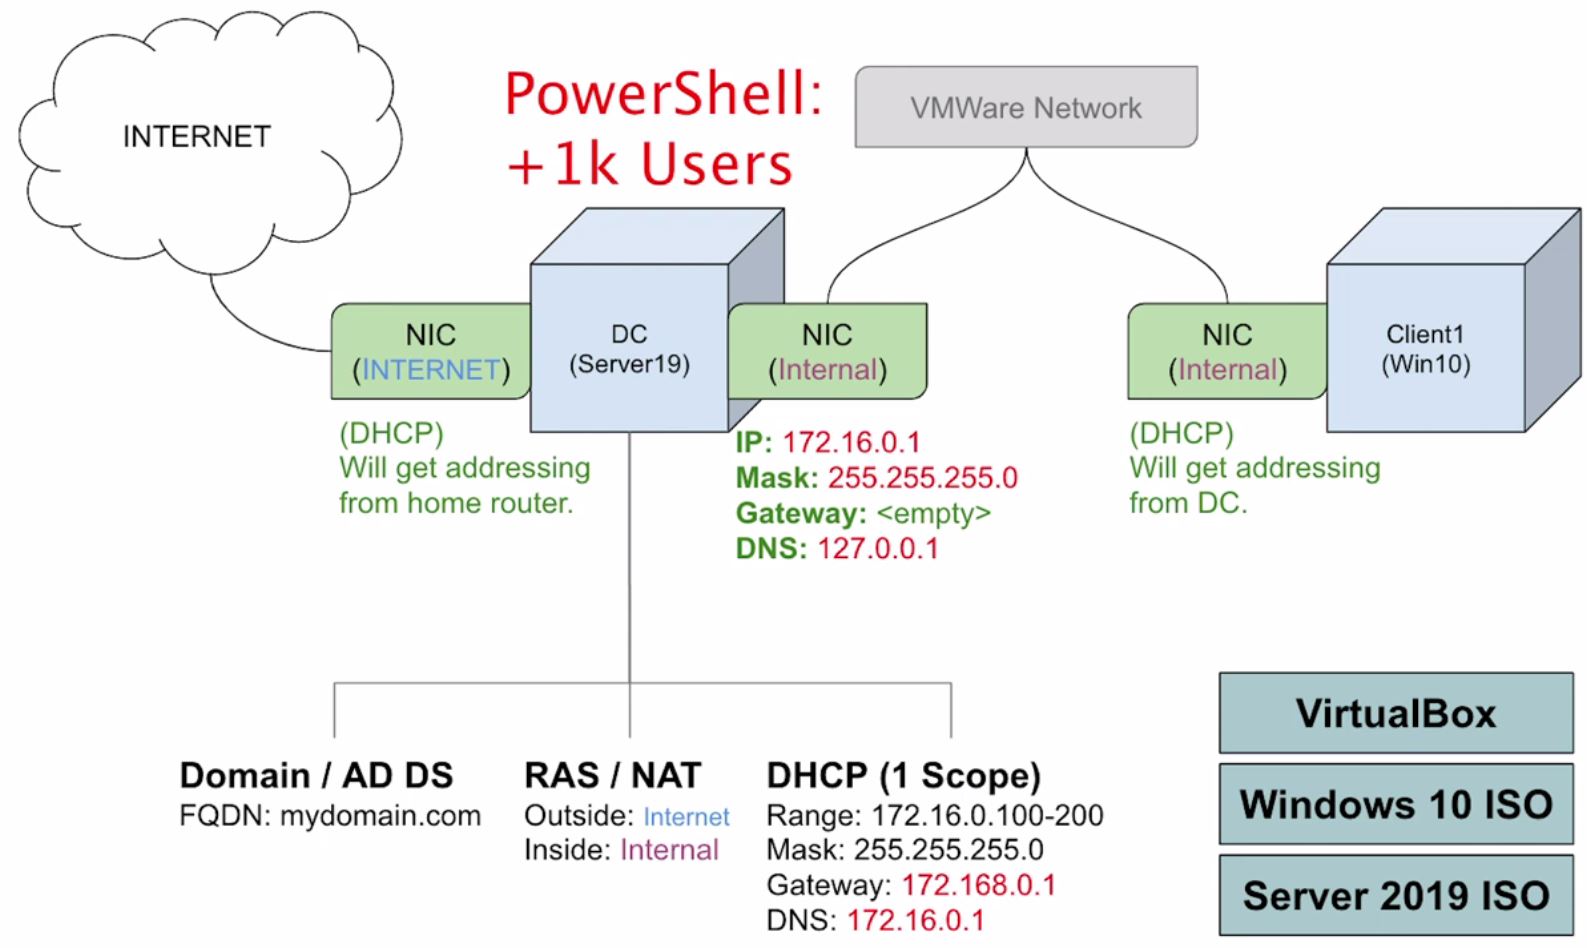 INTERNET
PowerShell:
+1k Users
VMWare Network
NIC
(INTERNET)
DC
(Server19)
NIC
(Internal)
NIC
(Internal)
Client1
(Win10)
(DHCP)
Will get addressing
from home router.
IP: 172.16.0.1
Mask: 255.255.255.0
Gateway: <empty>
DNS: 127.0.0.1
(DHCP)
Will get addressing
from DC.
Domain / AD DS
FQDN: mydomain.com
RAS / NAT
Outside: Internet
Inside: Internal
DHCP (1 Scope)
Range: 172.16.0.100-200
Mask: 255.255.255.0
Gateway: 172.168.0.1
DNS: 172.16.0.1
VirtualBox
Windows 10 ISO
Server 2019 ISO